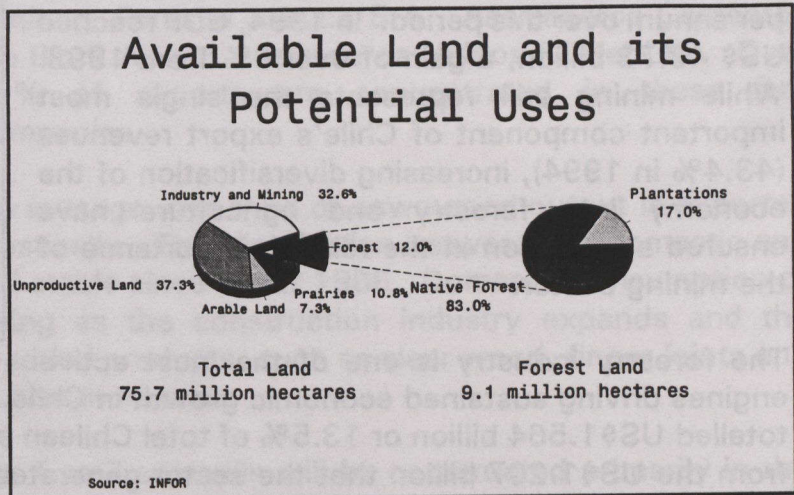 Available Land and its
Potential Uses
Industry and Mining 32.6%
Plantations
17.0%
Forest 12.0%
Unproductive Land 37.3%
Prairies 10.8%
Native Forest
83.0%
Arable Land 7.3%
Total Land
75.7 million hectares
Forest Land
9.1 million hectares
Source: INFOR